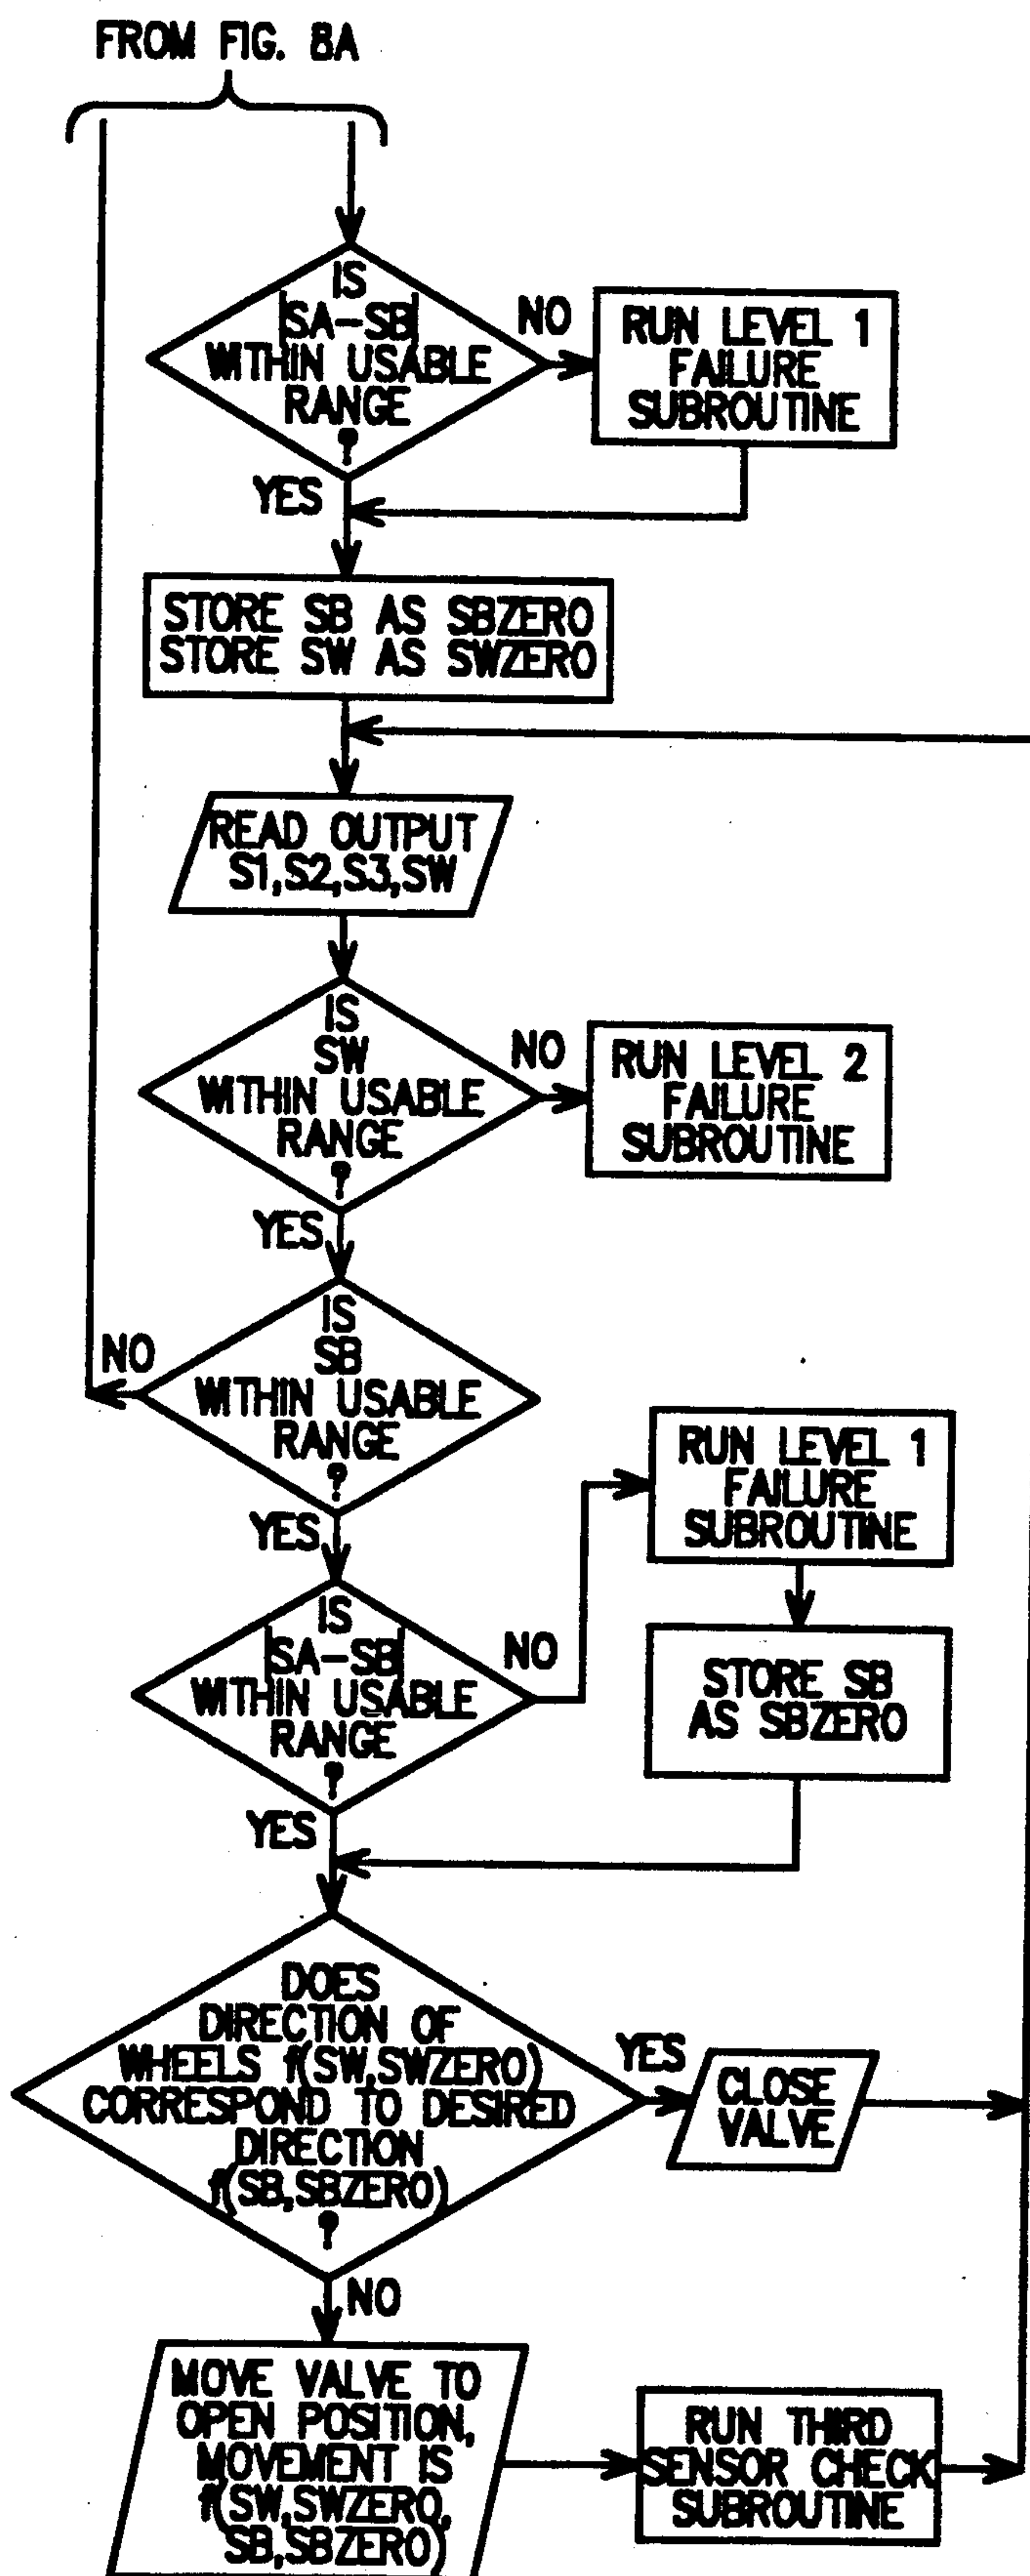 FROM FIG. 8A
IS
|SA-SB|
WITHIN USABLE
RANGE
?
NO
RUN LEVEL 1
FAILURE
SUBROUTINE
YES
STORE SB AS SBZERO
STORE SW AS SWZERO
READ OUTPUT
S1,S2,S3,SW
IS
SW
WITHIN USABLE
RANGE
?
NO
RUN LEVEL 2
FAILURE
SUBROUTINE
YES
IS
SB
WITHIN USABLE
RANGE
?
NO
YES
IS
|SA-SB|
WITHIN USABLE
RANGE
?
NO
RUN LEVEL 1
FAILURE
SUBROUTINE
STORE SB
AS SBZERO
YES
DOES
DIRECTION OF
WHEELS f(SW,SWZERO)
CORRESPOND TO DESIRED
DIRECTION
f(SB,SBZERO)
?
YES
CLOSE
VALVE
NO
MOVE VALVE TO
OPEN POSITION,
MOVEMENT IS
f(SW,SWZERO,
SB,SBZERO)
RUN THIRD
SENSOR CHECK
SUBROUTINE